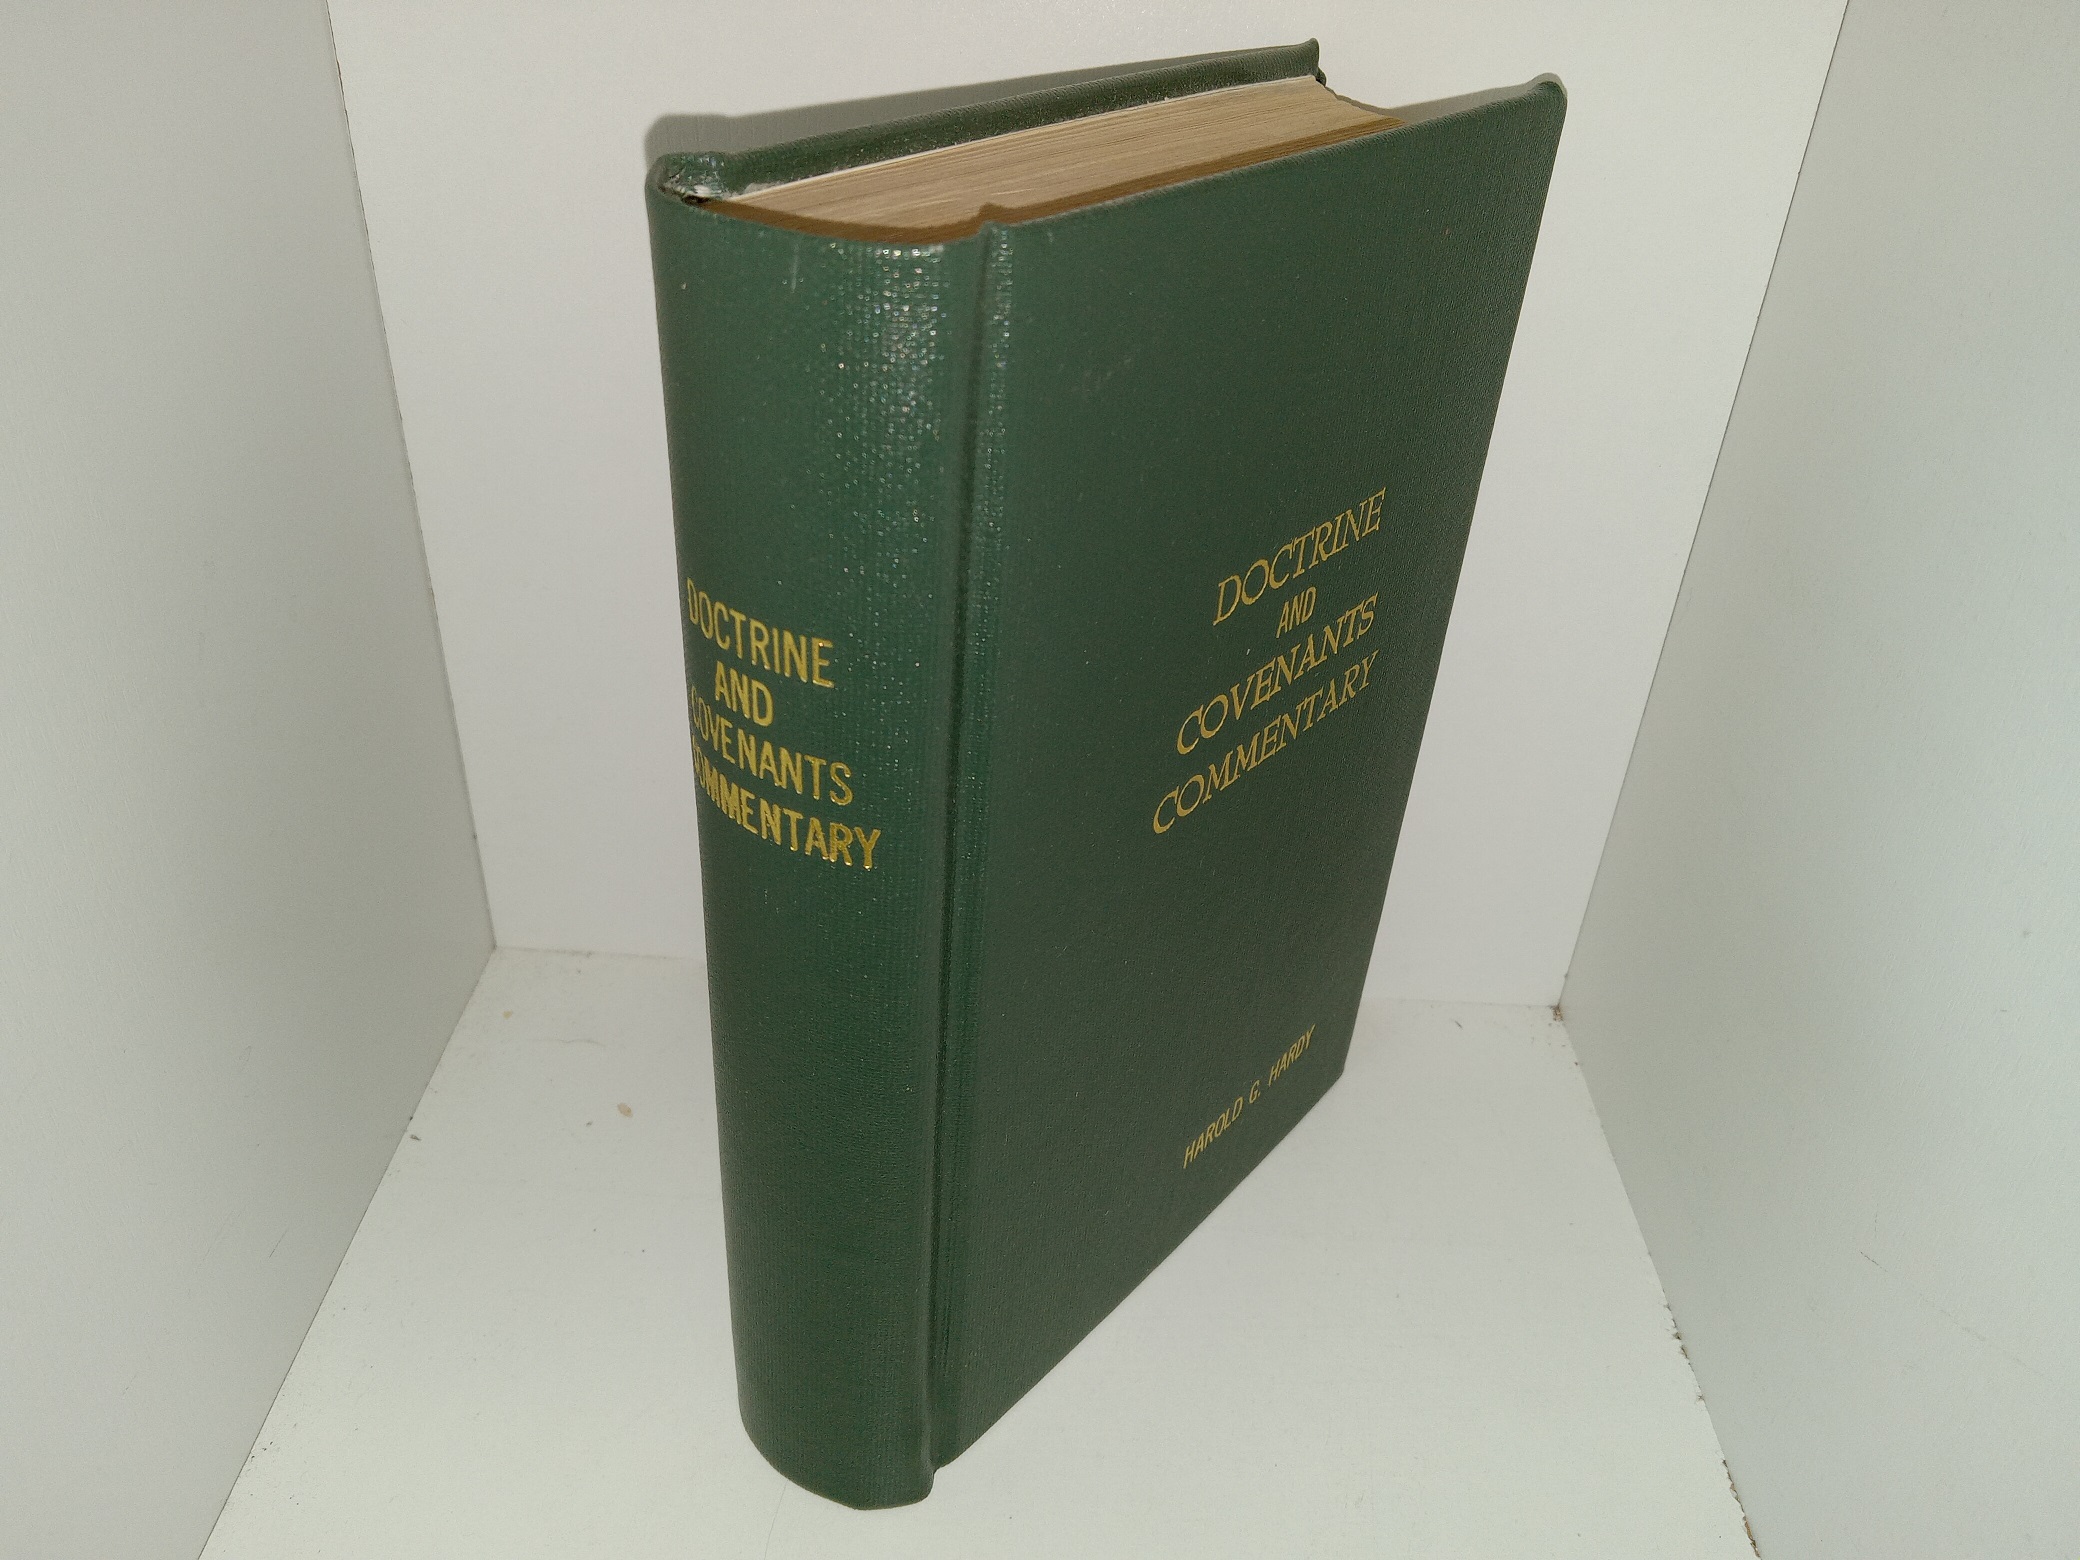 DOCTRINE
AND
COVENANTS
COMMENTARY
DOCTRINE
AND
COVENANTS
COMMENTARY
HAROLD G. HARDY